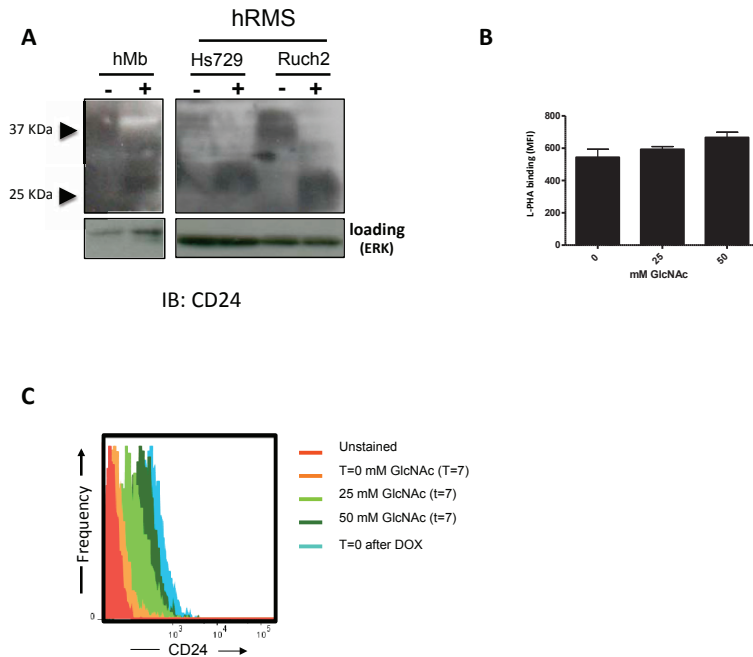 A
hRMS
hMb Hs729 Ruch2
- + - + - +
37 KDa
25 KDa
loading
(ERK)
IB: CD24
B
L-PHA binding (MFI)
800
600
400
200
0
0 25 50
mM GlcNAc
C
Frequency
0
10³ 10⁴ 10⁵
CD24
Unstained
T=0 mM GlcNAc (T=7)
25 mM GlcNAc (t=7)
50 mM GlcNAc (t=7)
T=0 after DOX